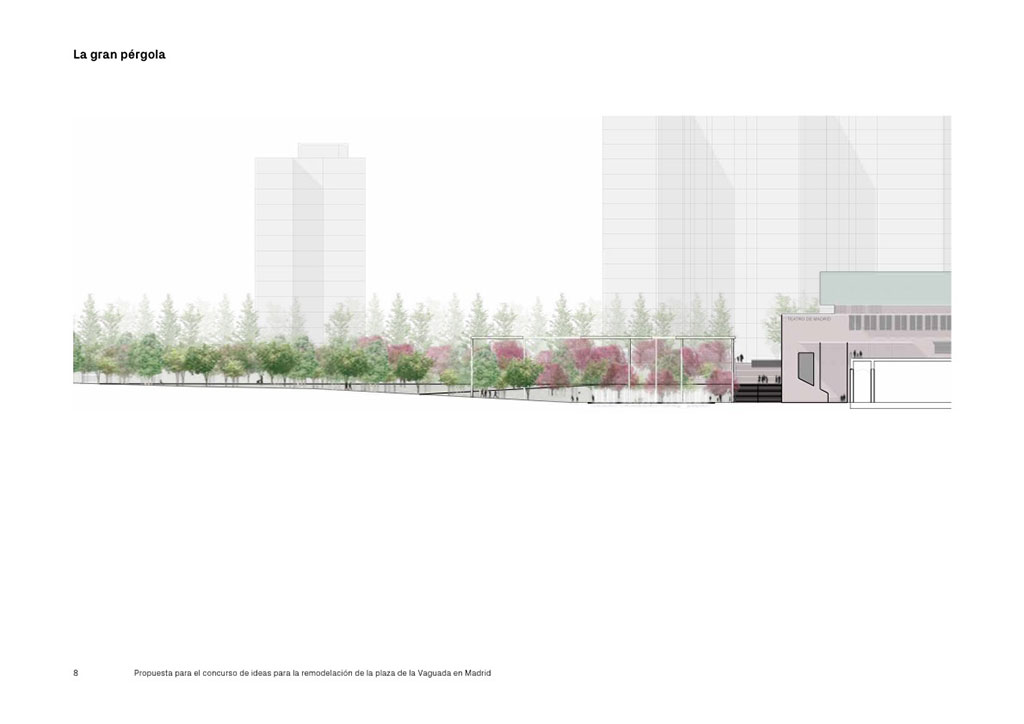 La gran pérgola
TEATRO DE MADRID
8
Propuesta para el concurso de ideas para la remodelación de la plaza de la Vaguada en Madrid